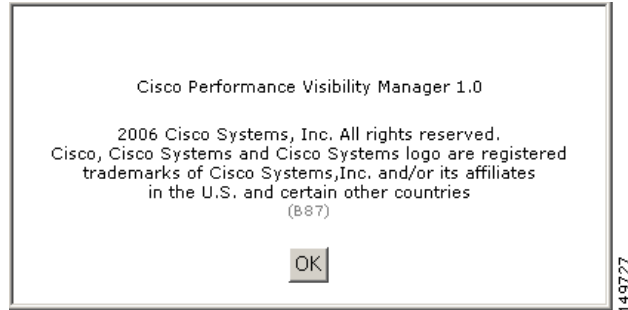 Cisco Performance Visibility Manager 1.0
2006 Cisco Systems, Inc. All rights reserved.
Cisco, Cisco Systems and Cisco Systems logo are registered
trademarks of Cisco Systems,Inc. and/or its affiliates
in the U.S. and certain other countries
(B87)
OK
149727